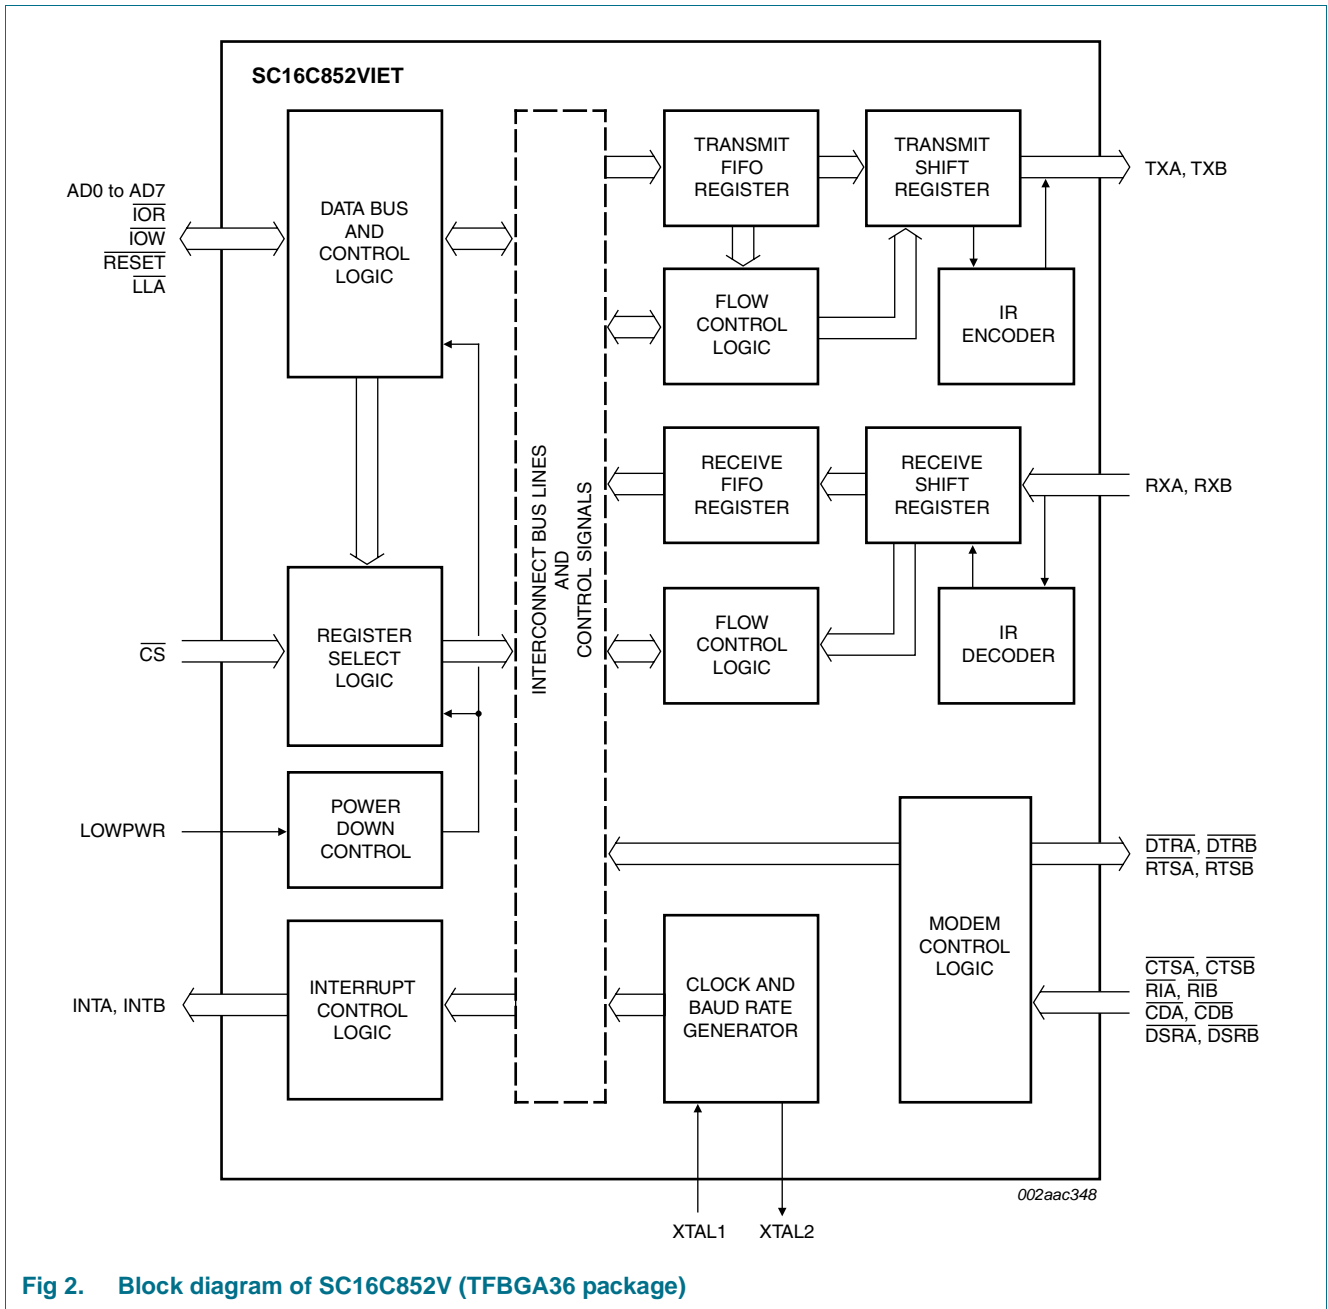 SC16C852VIET
AD0 to AD7
IOR
IOW
RESET
LLA
DATA BUS
AND
CONTROL
LOGIC
TRANSMIT
FIFO
REGISTER
TRANSMIT
SHIFT
REGISTER
TXA, TXB
FLOW
CONTROL
LOGIC
IR
ENCODER
INTERCONNECT BUS LINES
AND
CONTROL SIGNALS
RECEIVE
FIFO
REGISTER
RECEIVE
SHIFT
REGISTER
RXA, RXB
CS
REGISTER
SELECT
LOGIC
FLOW
CONTROL
LOGIC
IR
DECODER
LOWPWR
POWER
DOWN
CONTROL
DTRA, DTRB
RTSA, RTSB
MODEM
CONTROL
LOGIC
CTSA, CTSB
RIA, RIB
CDA, CDB
DSRA, DSRB
INTA, INTB
INTERRUPT
CONTROL
LOGIC
CLOCK AND
BAUD RATE
GENERATOR
002aac348
XTAL1
XTAL2
Fig 2. Block diagram of SC16C852V (TFBGA36 package)